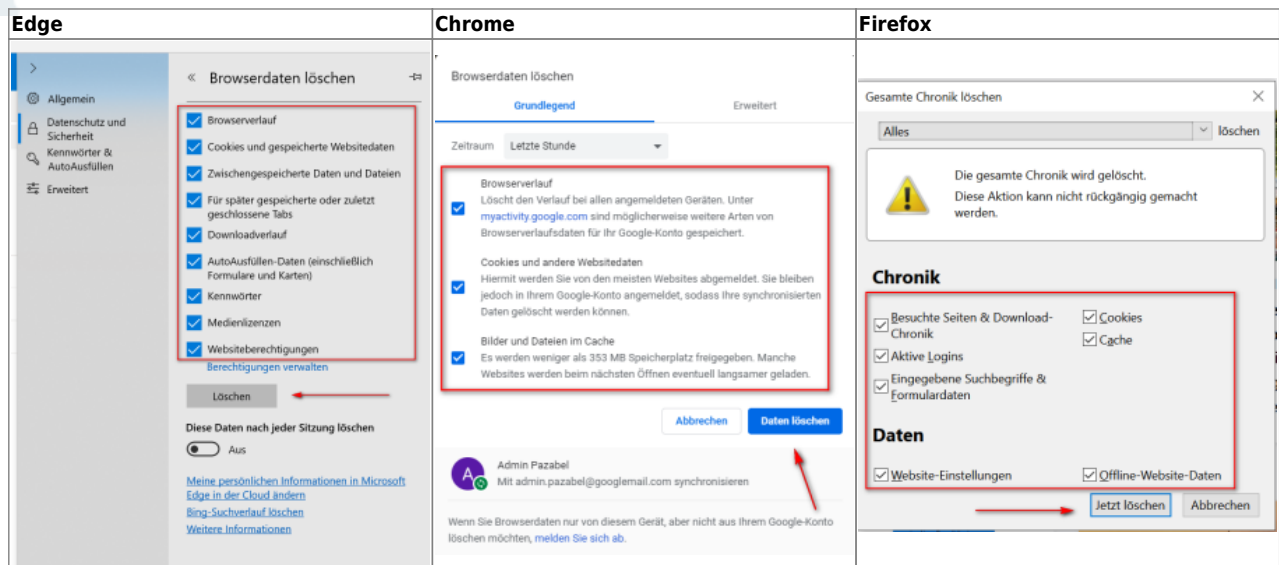 Edge
Chrome
Firefox
Browserdaten löschen
Allgemein
Datenschutz und
Sicherheit
Kennwörter &
AutoAusfüllen
Erweitert
Browserverlauf
Cookies und gespeicherte Websitedaten
Zwischengespeicherte Daten und Dateien
Für später gespeicherte oder zuletzt
geschlossene Tabs
Downloadverlauf
AutoAusfüllen-Daten (einschließlich
Formulare und Karten)
Kennwörter
Medienlizenzen
Websiteberechtigungen
Berechtigungen verwalten
Löschen
Diese Daten nach jeder Sitzung löschen
Aus
Meine persönlichen Informationen in Microsoft
Edge in der Cloud ändern
Bing-Suchverlauf löschen
Weitere Informationen
Browserdaten löschen
Grundlegend
Erweitert
Zeitraum Letzte Stunde
Browserverlauf
Löscht den Verlauf bei allen angemeldeten Geräten. Unter
myactivity.google.com sind möglicherweise weitere Arten von
Browserverlaufsdaten für Ihr Google-Konto gespeichert.
Cookies und andere Websitedaten
Hiermit werden Sie von den meisten Websites abgemeldet. Sie bleiben
jedoch in Ihrem Google-Konto angemeldet, sodass Ihre synchronisierten
Daten gelöscht werden können.
Bilder und Dateien im Cache
Es werden weniger als 353 MB Speicherplatz freigegeben. Manche
Websites werden beim nächsten Öffnen eventuell langsamer geladen.
Abbrechen
Daten löschen
A
Admin Pazabel
Mit admin.pazabel@googlemail.com synchronisieren
Wenn Sie Browserdaten nur von diesem Gerät, aber nicht aus Ihrem Google-Konto
löschen möchten, melden Sie sich ab.
Gesamte Chronik löschen
Alles löschen
Die gesamte Chronik wird gelöscht.
Diese Aktion kann nicht rückgängig gemacht
werden.
Chronik
Besuchte Seiten & Download-
Chronik
Cookies
Cache
Aktive Logins
Eingegebene Suchbegriffe &
Formulardaten
Daten
Website-Einstellungen
Offline-Website-Daten
Jetzt löschen
Abbrechen